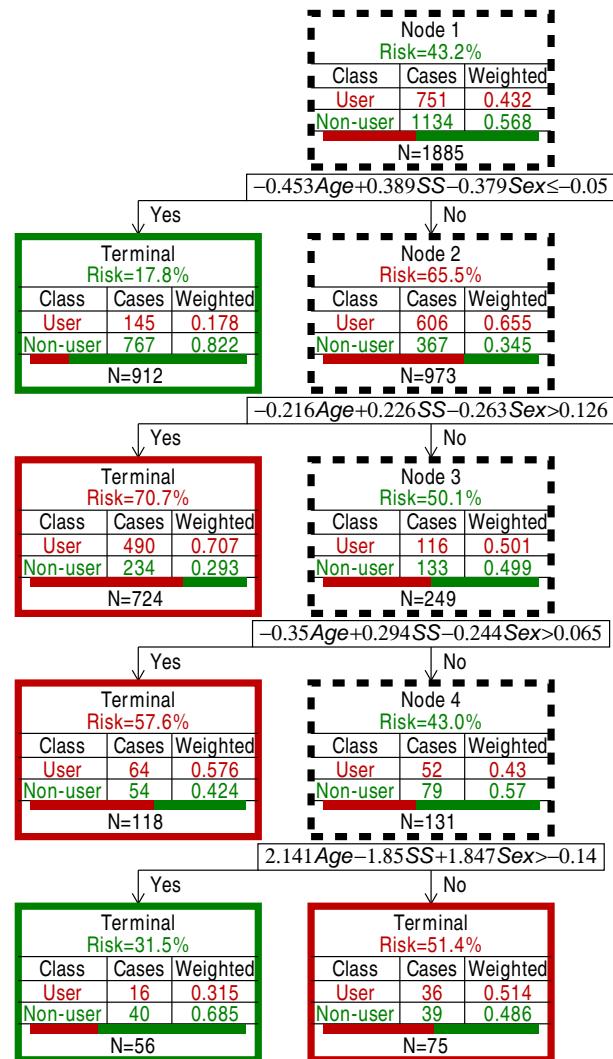 Node 1
Risk=43.2%
Class Cases Weighted
User 751 0.432
Non-user 1134 0.568
N=1885
−0.453Age+0.389SS−0.379Sex≤−0.05
Yes No
Terminal
Risk=17.8%
Class Cases Weighted
User 145 0.178
Non-user 767 0.822
N=912
Node 2
Risk=65.5%
Class Cases Weighted
User 606 0.655
Non-user 367 0.345
N=973
−0.216Age+0.226SS−0.263Sex>0.126
Yes No
Terminal
Risk=70.7%
Class Cases Weighted
User 490 0.707
Non-user 234 0.293
N=724
Node 3
Risk=50.1%
Class Cases Weighted
User 116 0.501
Non-user 133 0.499
N=249
−0.35Age+0.294SS−0.244Sex>0.065
Yes No
Terminal
Risk=57.6%
Class Cases Weighted
User 64 0.576
Non-user 54 0.424
N=118
Node 4
Risk=43.0%
Class Cases Weighted
User 52 0.43
Non-user 79 0.57
N=131
2.141Age−1.85SS+1.847Sex>−0.14
Yes No
Terminal
Risk=31.5%
Class Cases Weighted
User 16 0.315
Non-user 40 0.685
N=56
Terminal
Risk=51.4%
Class Cases Weighted
User 36 0.514
Non-user 39 0.486
N=75